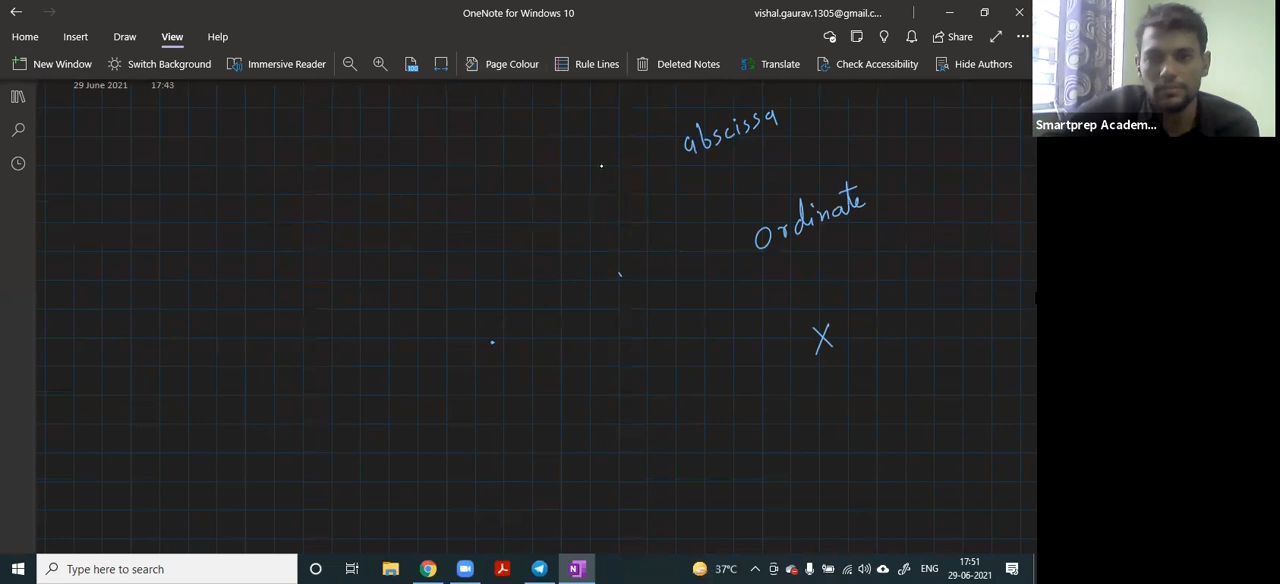 OneNote for Windows 10
vishal.gaurav.1305@gmail.c...
Home Insert Draw View Help
Share
New Window Switch Background Immersive Reader Page Colour Rule Lines Deleted Notes Translate Check Accessibility Hide Authors
29 June 2021 17:43
abscissa
Ordinate
X
Smartprep Academ...
Type here to search
37°C
ENG
17:51
29-06-2021